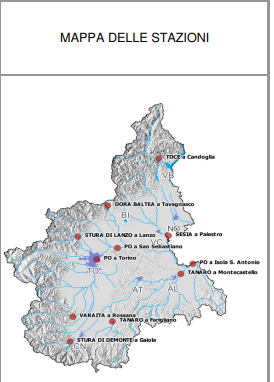 MAPPA DELLE STAZIONI
TOCE a Candoglia
VB
DORA BALTEA a Tavagnasco
BI
NO
STURA DI LANZO a Lanzo
SESIA a Palestro
VC
PO a San Sebastiano
PO a Torino
PO a Isola S. Antonio
TO
TANARO a Montecastello
AT
AL
VARAITA a Rossana
TANARO a Farigliano
STURA DI DEMONTE a Gaiola
CN